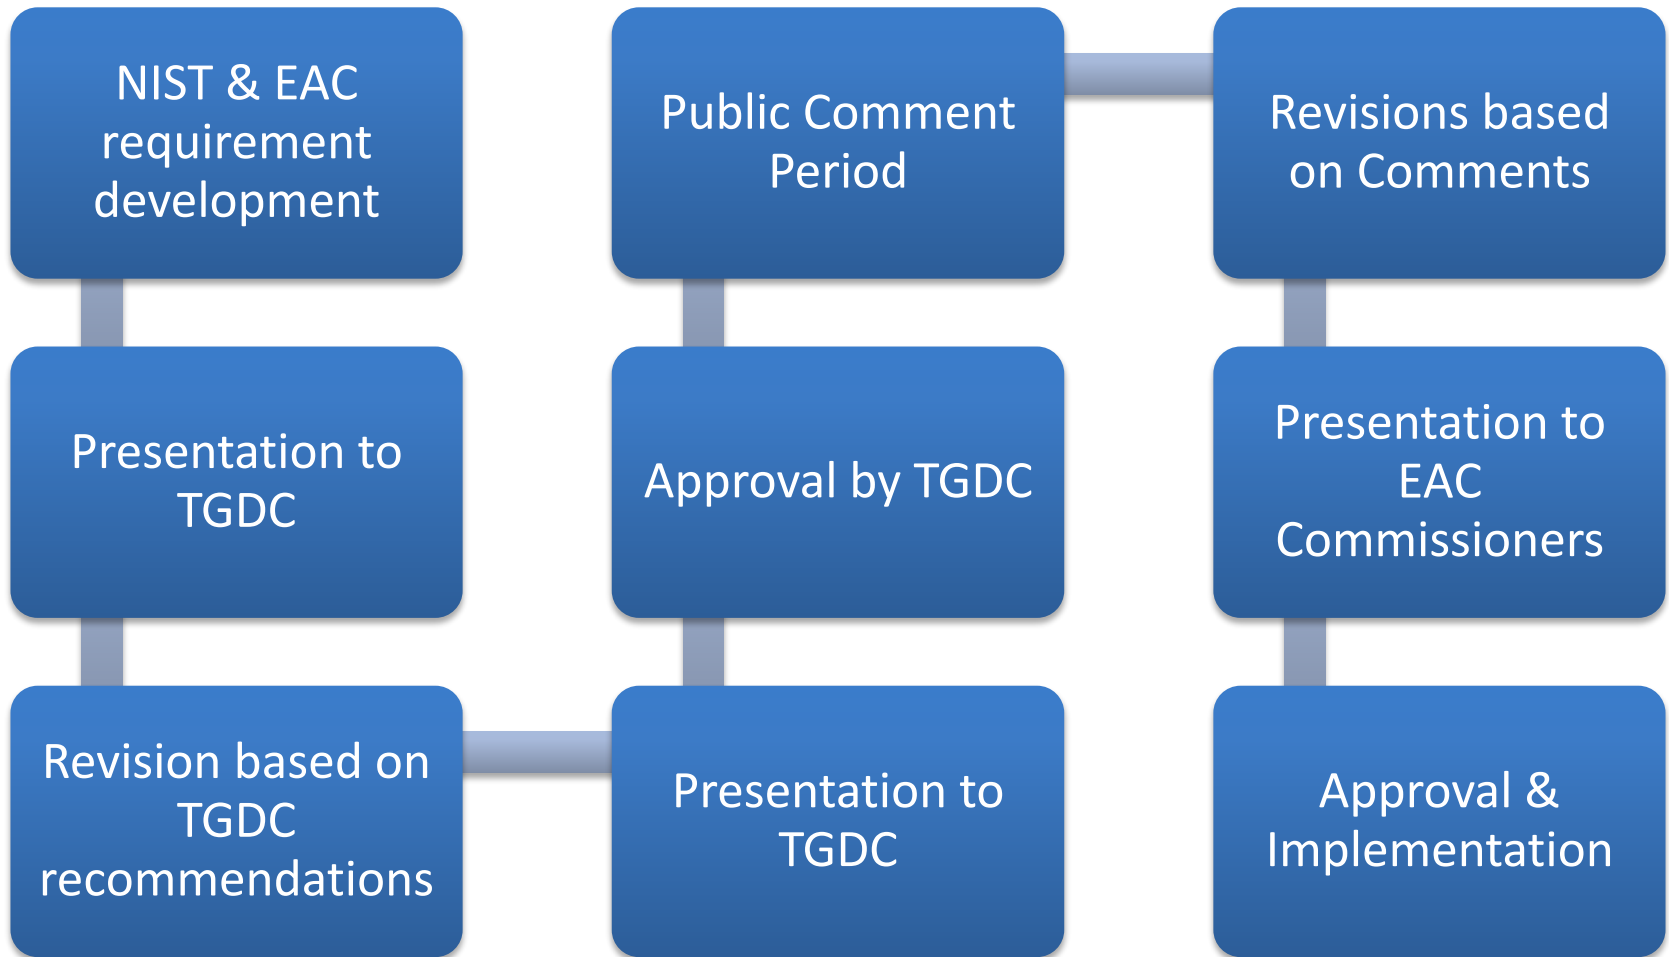 NIST & EAC
requirement
development
Presentation to
TGDC
Revision based on
TGDC
recommendations
Presentation to
TGDC
Approval by TGDC
Public Comment
Period
Revisions based
on Comments
Presentation to
EAC
Commissioners
Approval &
Implementation